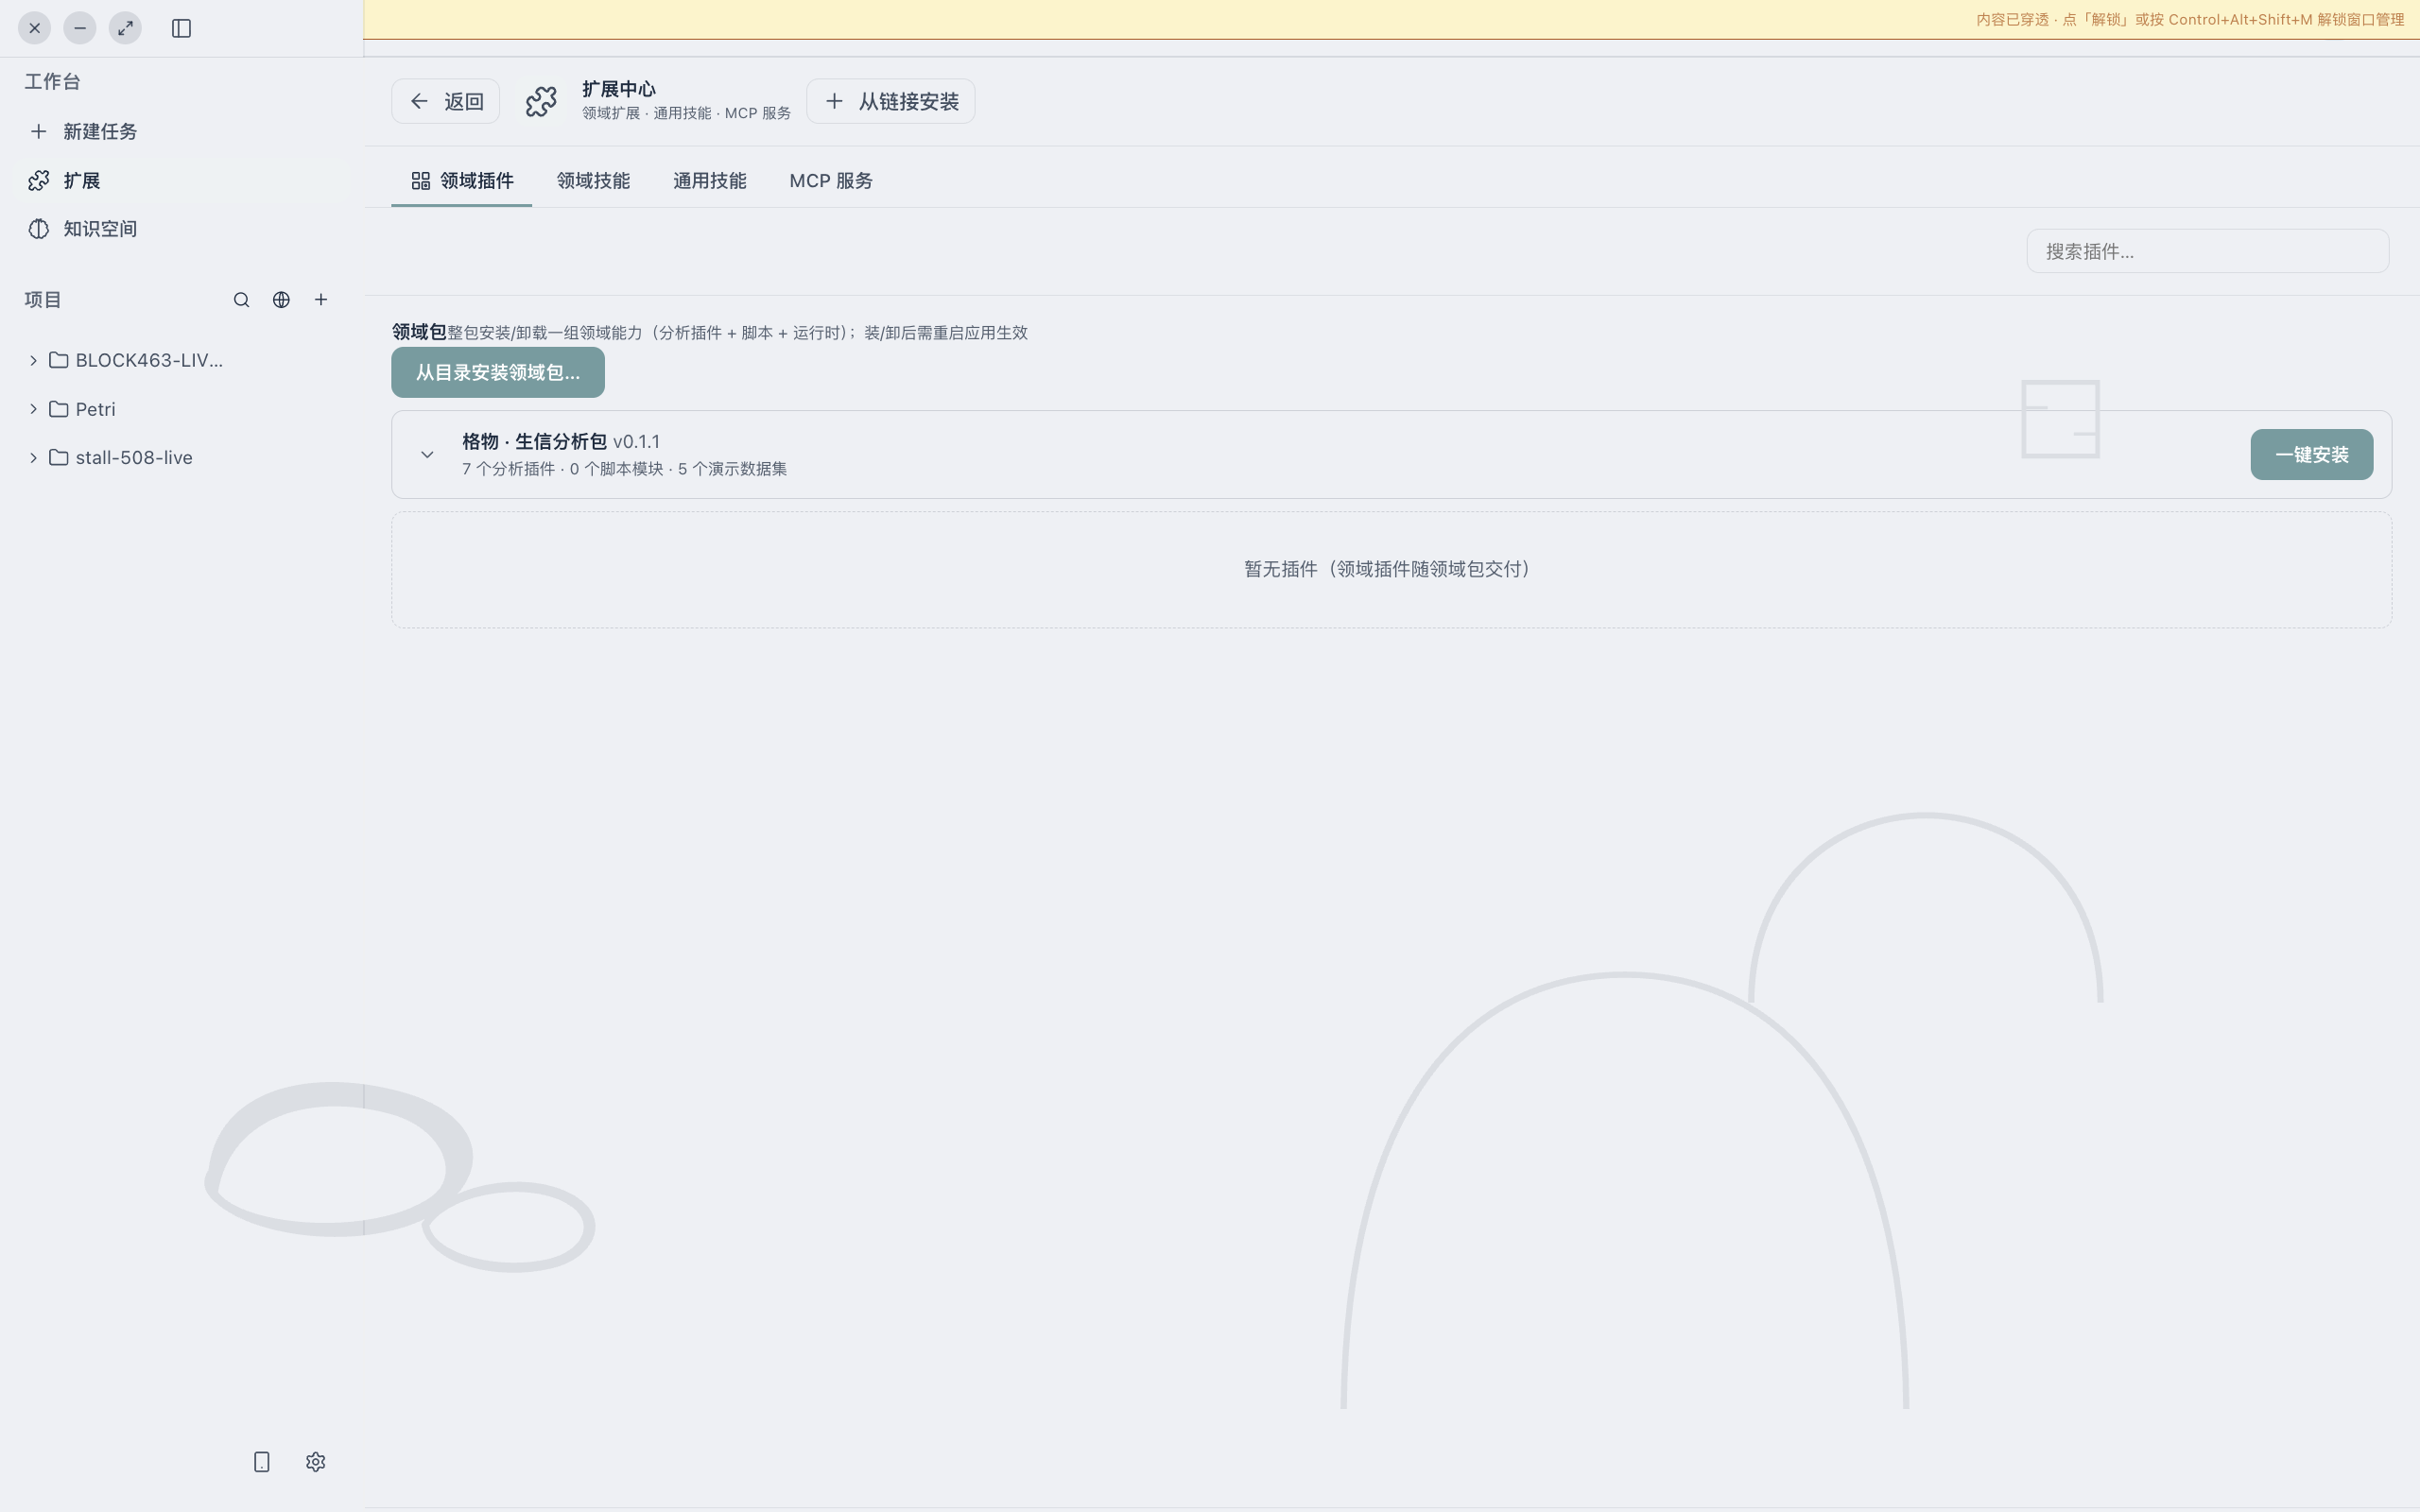 内容已穿透 · 点「解锁」或按 Control+Alt+Shift+M 解锁窗口管理
工作台
新建任务
扩展
知识空间
项目
BLOCK463-LIV...
Petri
stall-508-live
返回
扩展中心
领域扩展 · 通用技能 · MCP 服务
从链接安装
领域插件
领域技能
通用技能
MCP 服务
搜索插件...
领域包整包安装/卸载一组领域能力（分析插件 + 脚本 + 运行时）；装/卸后需重启应用生效
从目录安装领域包...
格物 · 生信分析包 v0.1.1
7 个分析插件 · 0 个脚本模块 · 5 个演示数据集
一键安装
暂无插件（领域插件随领域包交付）